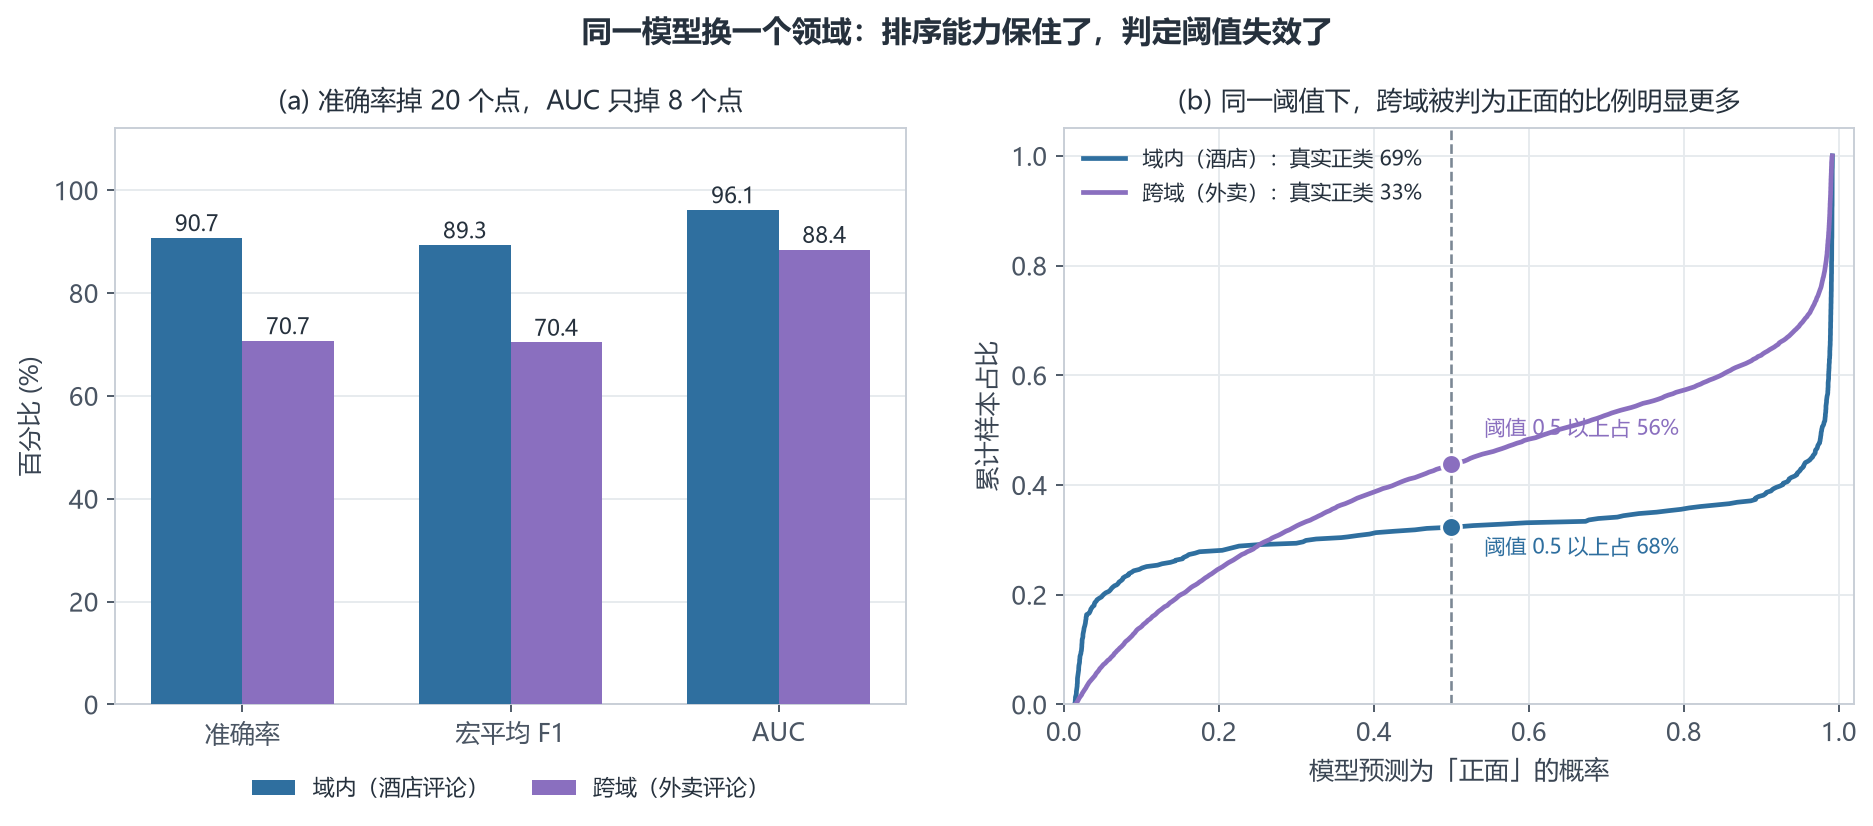 同一模型换一个领域：排序能力保住了，判定阈值失效了
(a) 准确率掉 20 个点，AUC 只掉 8 个点
百分比 (%)
100
80
60
40
20
0
90.7
70.7
89.3
70.4
96.1
88.4
准确率
宏平均 F1
AUC
域内（酒店评论）
跨域（外卖评论）
(b) 同一阈值下，跨域被判为正面的比例明显更多
域内（酒店）：真实正类 69%
跨域（外卖）：真实正类 33%
累计样本占比
1.0
0.8
0.6
0.4
0.2
0.0
阈值 0.5 以上占 56%
阈值 0.5 以上占 68%
0.0
0.2
0.4
0.6
0.8
1.0
模型预测为「正面」的概率